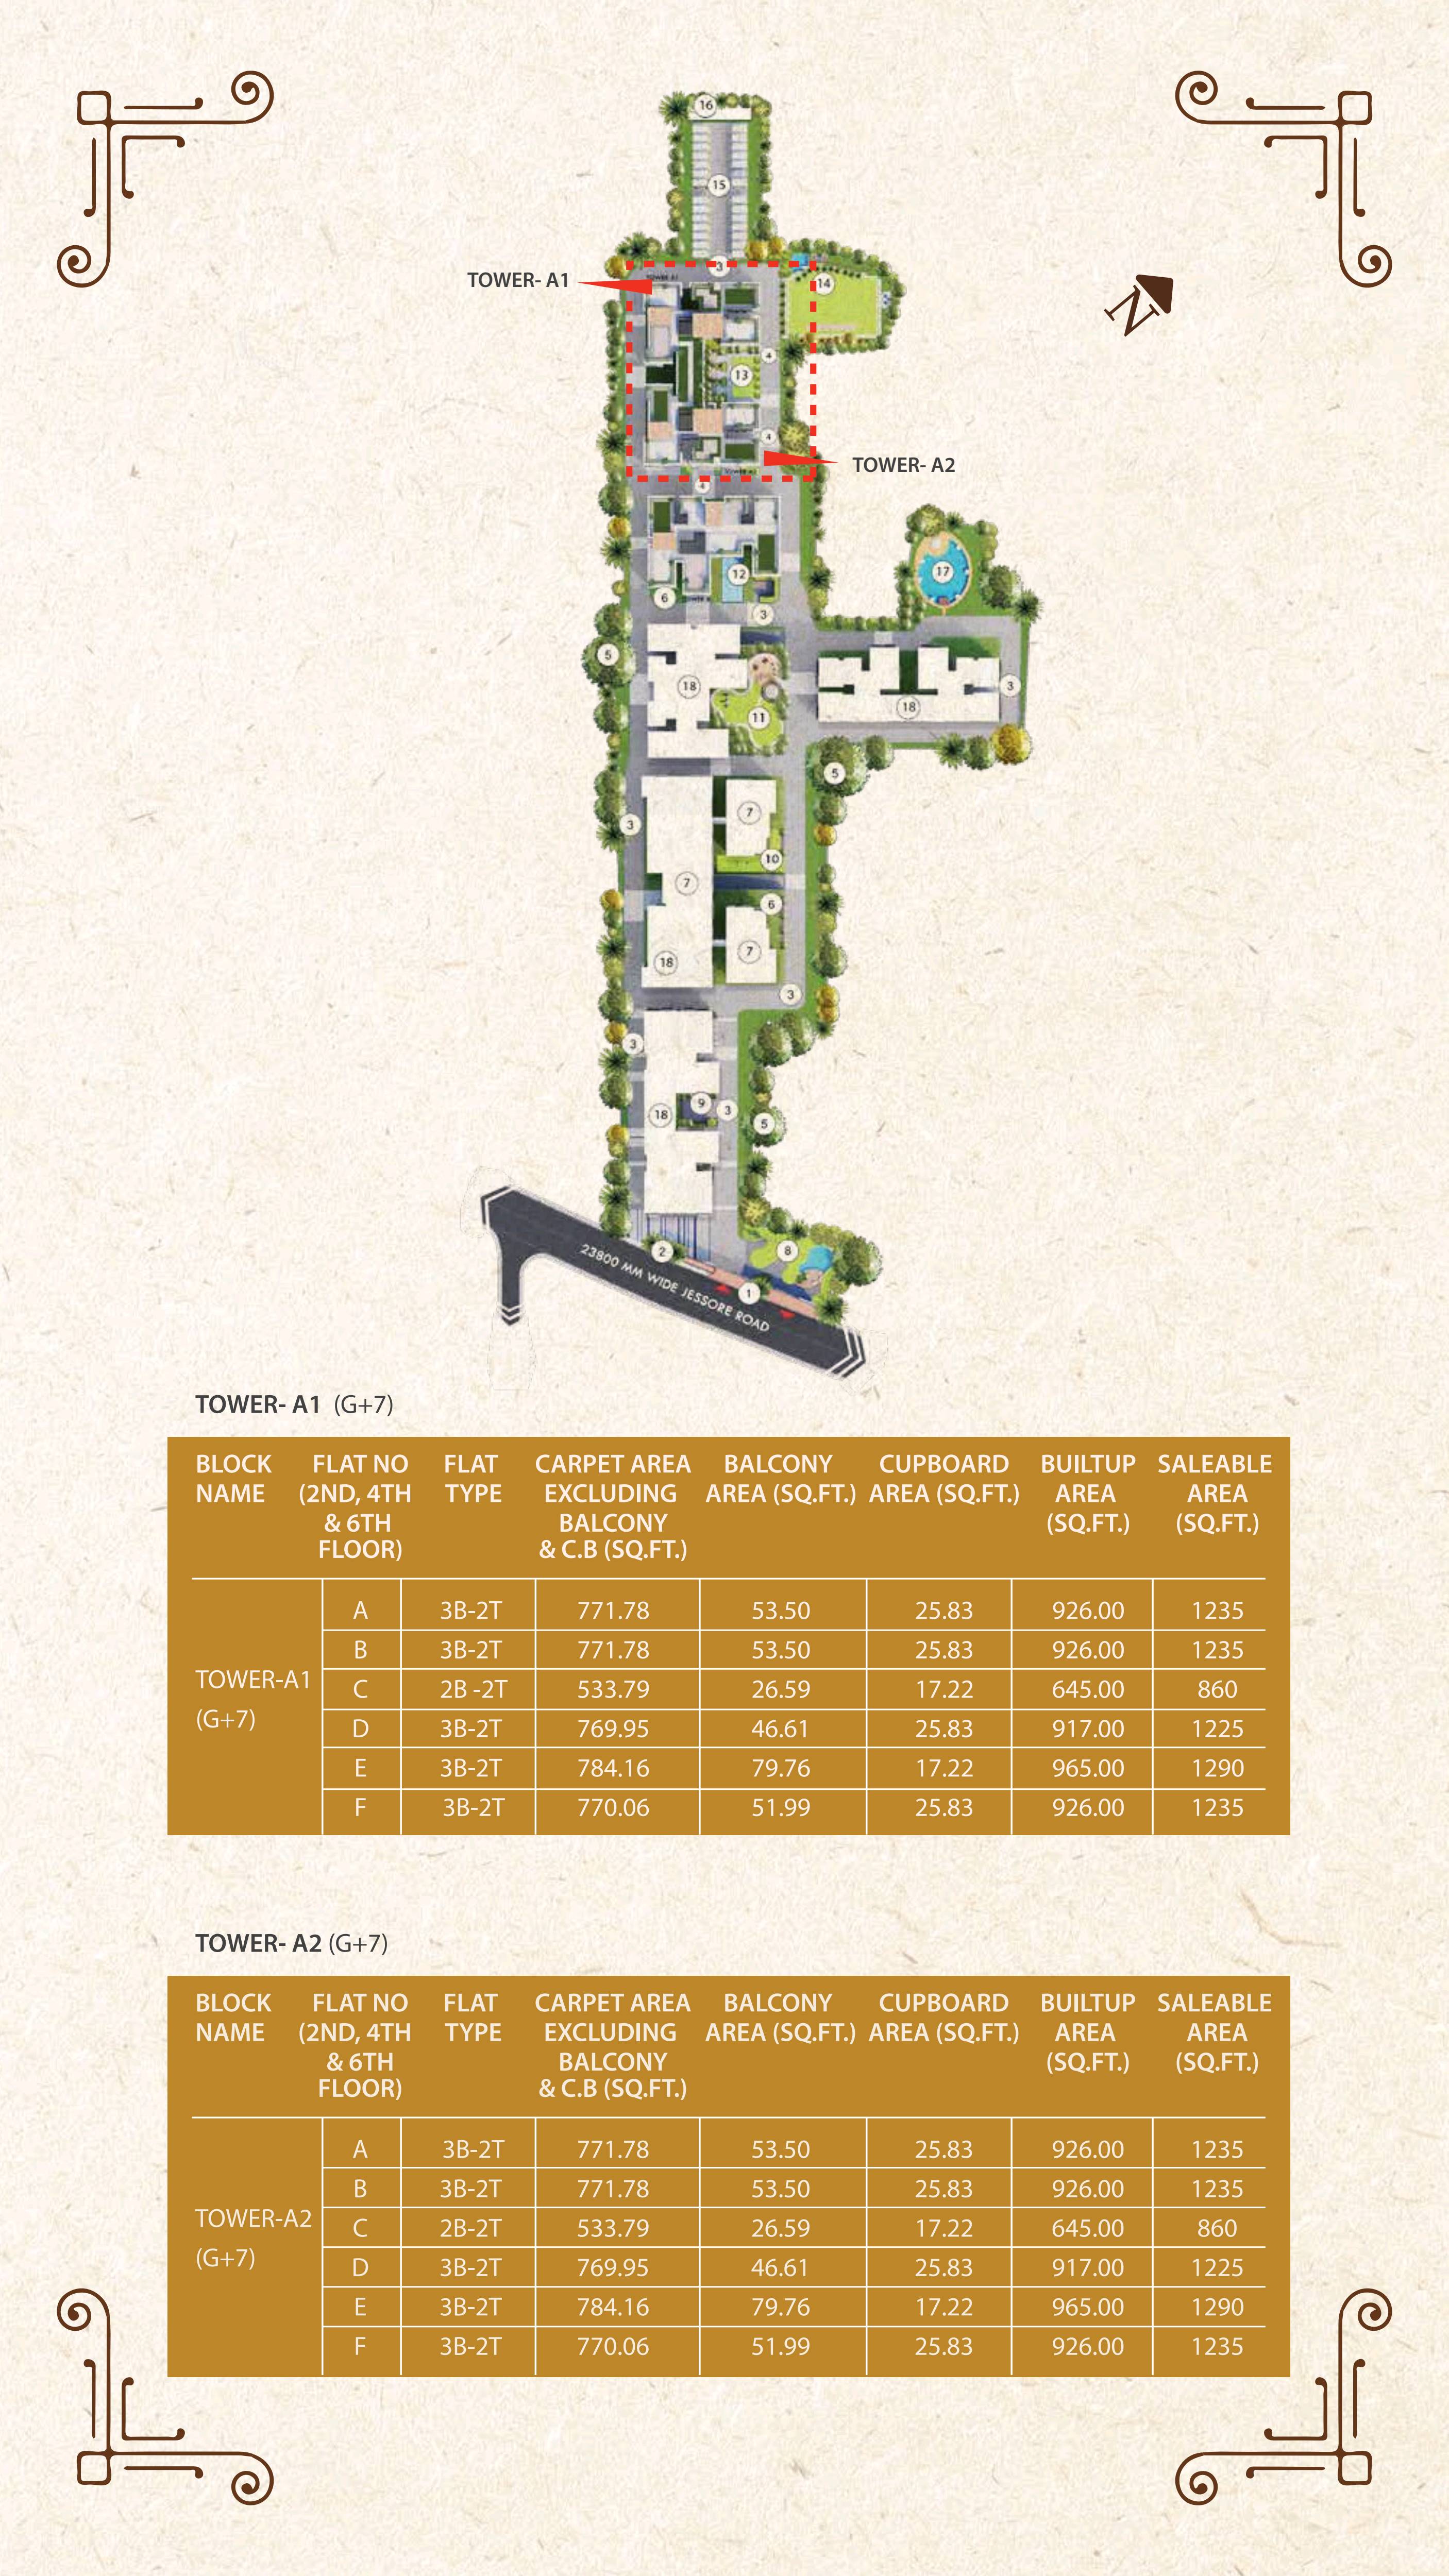 16
15
3
TOWER- A1
14
N
4
13
4
TOWER- A2
4
12
17
6
3
5
18
3
18
11
5
7
3
10
7
6
7
18
3
3
9
18
3
5
2
8
1
23800 MM WIDE JESSORE ROAD
TOWER- A1 (G+7)
BLOCK NAME FLAT NO (2ND, 4TH & 6TH FLOOR) FLAT TYPE CARPET AREA EXCLUDING BALCONY & C.B (SQ.FT.) BALCONY AREA (SQ.FT.) CUPBOARD AREA (SQ.FT.) BUILTUP AREA (SQ.FT.) SALEABLE AREA (SQ.FT.)
TOWER-A1
(G+7)
A 3B-2T 771.78 53.50 25.83 926.00 1235
B 3B-2T 771.78 53.50 25.83 926.00 1235
C 2B -2T 533.79 26.59 17.22 645.00 860
D 3B-2T 769.95 46.61 25.83 917.00 1225
E 3B-2T 784.16 79.76 17.22 965.00 1290
F 3B-2T 770.06 51.99 25.83 926.00 1235
TOWER- A2 (G+7)
BLOCK NAME FLAT NO (2ND, 4TH & 6TH FLOOR) FLAT TYPE CARPET AREA EXCLUDING BALCONY & C.B (SQ.FT.) BALCONY AREA (SQ.FT.) CUPBOARD AREA (SQ.FT.) BUILTUP AREA (SQ.FT.) SALEABLE AREA (SQ.FT.)
TOWER-A2
(G+7)
A 3B-2T 771.78 53.50 25.83 926.00 1235
B 3B-2T 771.78 53.50 25.83 926.00 1235
C 2B-2T 533.79 26.59 17.22 645.00 860
D 3B-2T 769.95 46.61 25.83 917.00 1225
E 3B-2T 784.16 79.76 17.22 965.00 1290
F 3B-2T 770.06 51.99 25.83 926.00 1235